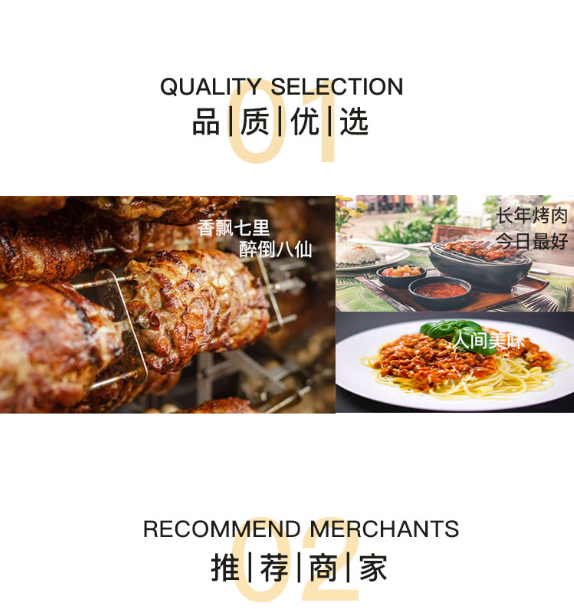 01
QUALITY SELECTION
品|质|优|选
香飘七里
醉倒八仙
长年烤肉
今日最好
人间美味
02
RECOMMEND MERCHANTS
推|荐|商|家